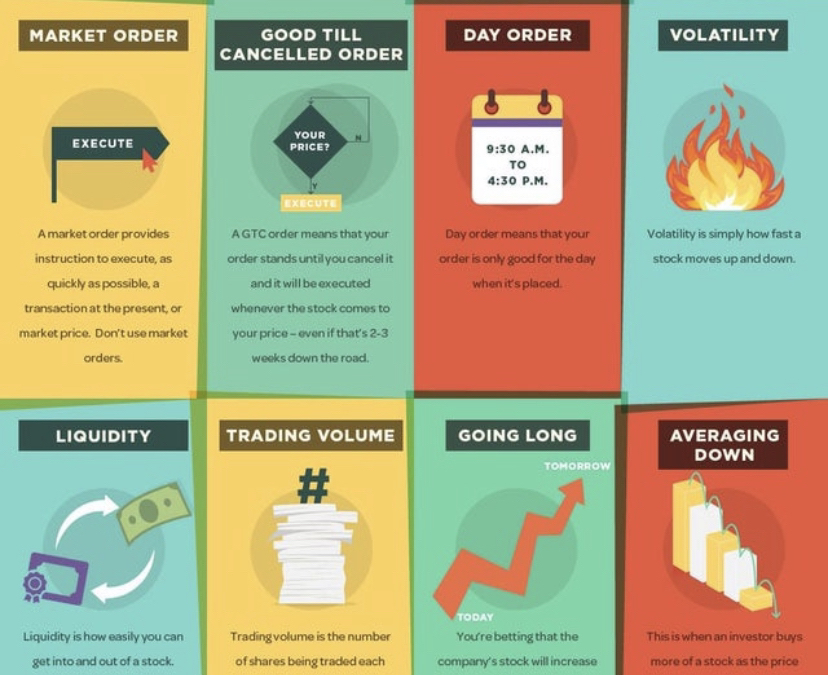 MARKET ORDER
EXECUTE
A market order provides
instruction to execute, as
quickly as possible, a
transaction at the present, or
market price. Don't use market
orders.
GOOD TILL
CANCELLED ORDER
YOUR
PRICE?
N
Y
EXECUTE
A GTC order means that your
order stands until you cancel it
and it will be executed
whenever the stock comes to
your price – even if that's 2-3
weeks down the road.
DAY ORDER
9:30 A.M.
TO
4:30 P.M.
Day order means that your
order is only good for the day
when it's placed.
VOLATILITY
Volatility is simply how fast a
stock moves up and down.
LIQUIDITY
Liquidity is how easily you can
get into and out of a stock.
TRADING VOLUME
#
Trading volume is the number
of shares being traded each
GOING LONG
TOMORROW
TODAY
You're betting that the
company's stock will increase
AVERAGING
DOWN
This is when an investor buys
more of a stock as the price